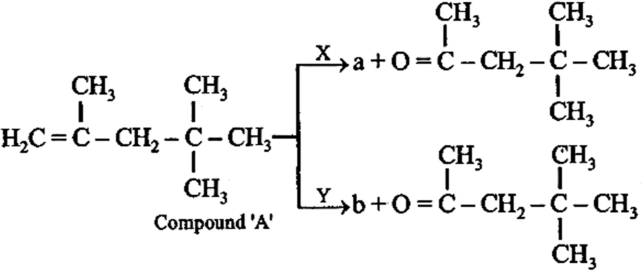 CH₃ CH₃
X → a + O = C – CH₂ – C – CH₃
CH₃
CH₃ CH₃
H₂C = C – CH₂ – C – CH₃
CH₃
Compound 'A'
CH₃ CH₃
Y → b + O = C – CH₂ – C – CH₃
CH₃